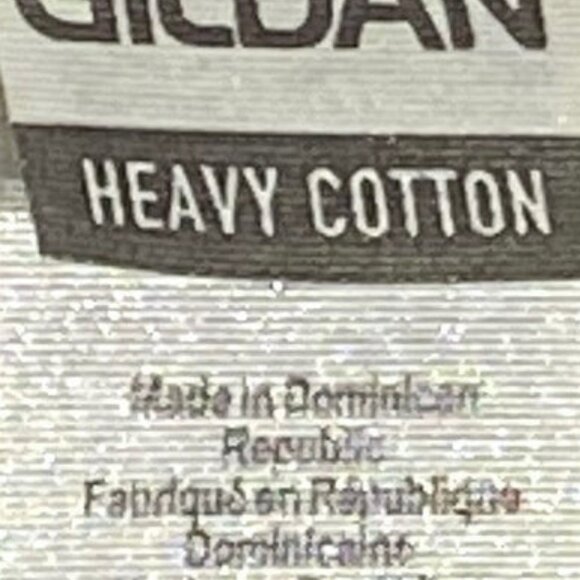 GILDAN
HEAVY COTTON
Made in Dominican
Republic
Fabriqué en République
Dominicaine